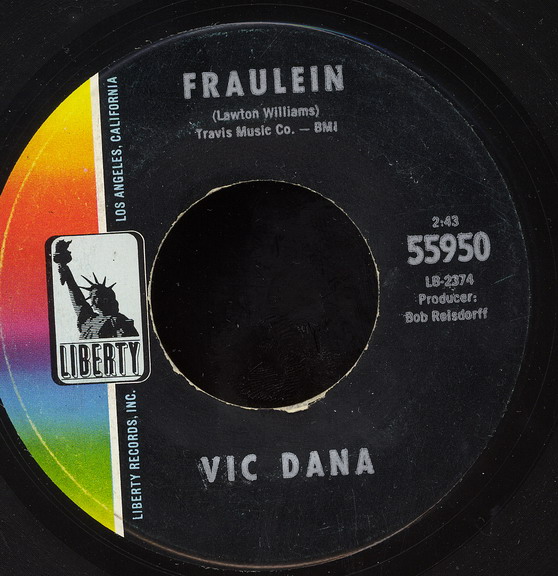 FRAULEIN
(Lawton Williams)
Travis Music Co. — BMI
LOS ANGELES, CALIFORNIA
2:43
55950
LB-2374
Producer:
Bob Reisdorff
LIBERTY
LIBERTY RECORDS, INC.
VIC DANA